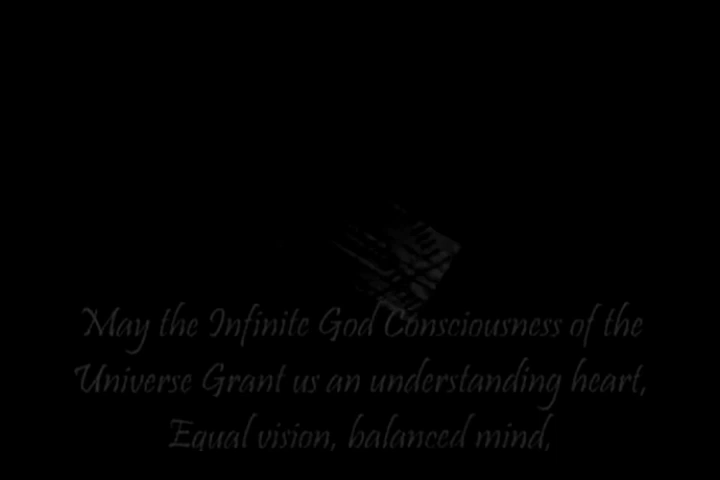 May the Infinite God Consciousness of the
Universe Grant us an understanding heart,
Equal vision, balanced mind,